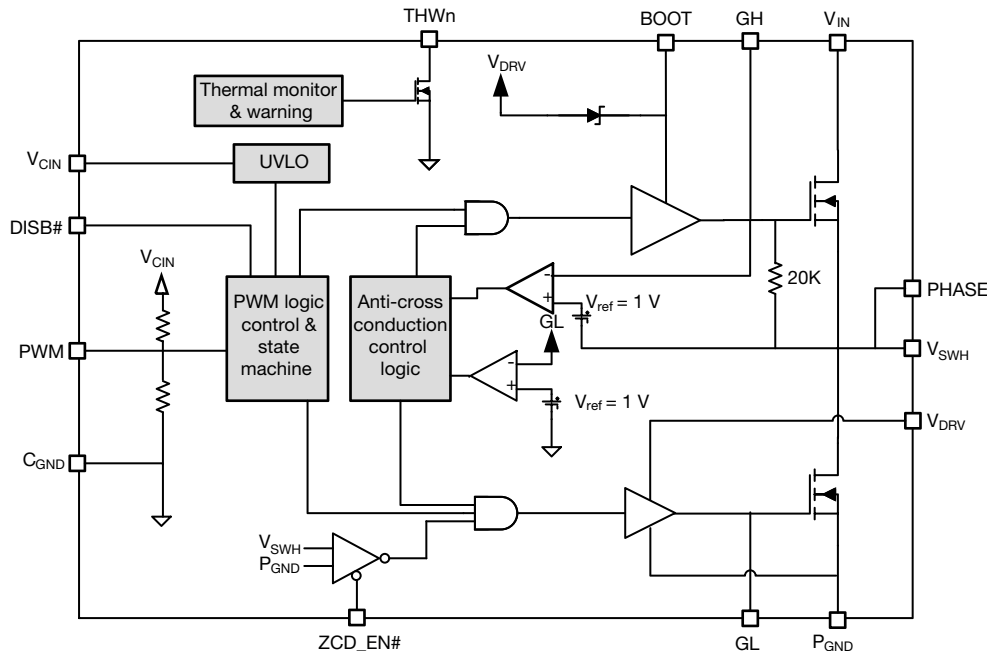 THWn
BOOT
GH
VIN
VDRV
Thermal monitor
& warning
VCIN
UVLO
DISB#
VCIN
PWM logic
control &
state
machine
Anti-cross
conduction
control
logic
-
+
Vref = 1 V
20K
PHASE
GL
PWM
VSWH
-
+
Vref = 1 V
VDRV
CGND
VSWH
PGND
ZCD_EN#
GL
PGND